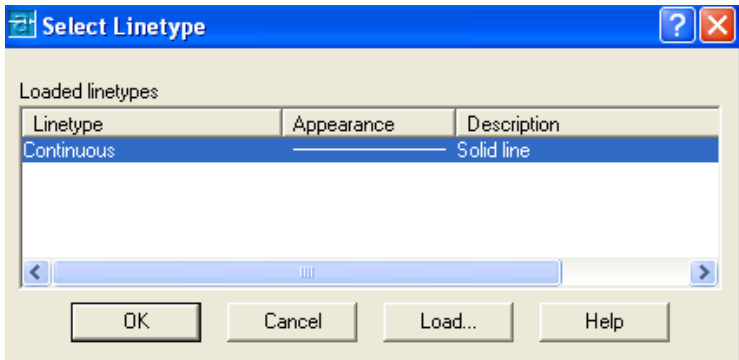 Select Linetype
Loaded linetypes
Linetype Appearance Description
Continuous Solid line
OK Cancel Load... Help